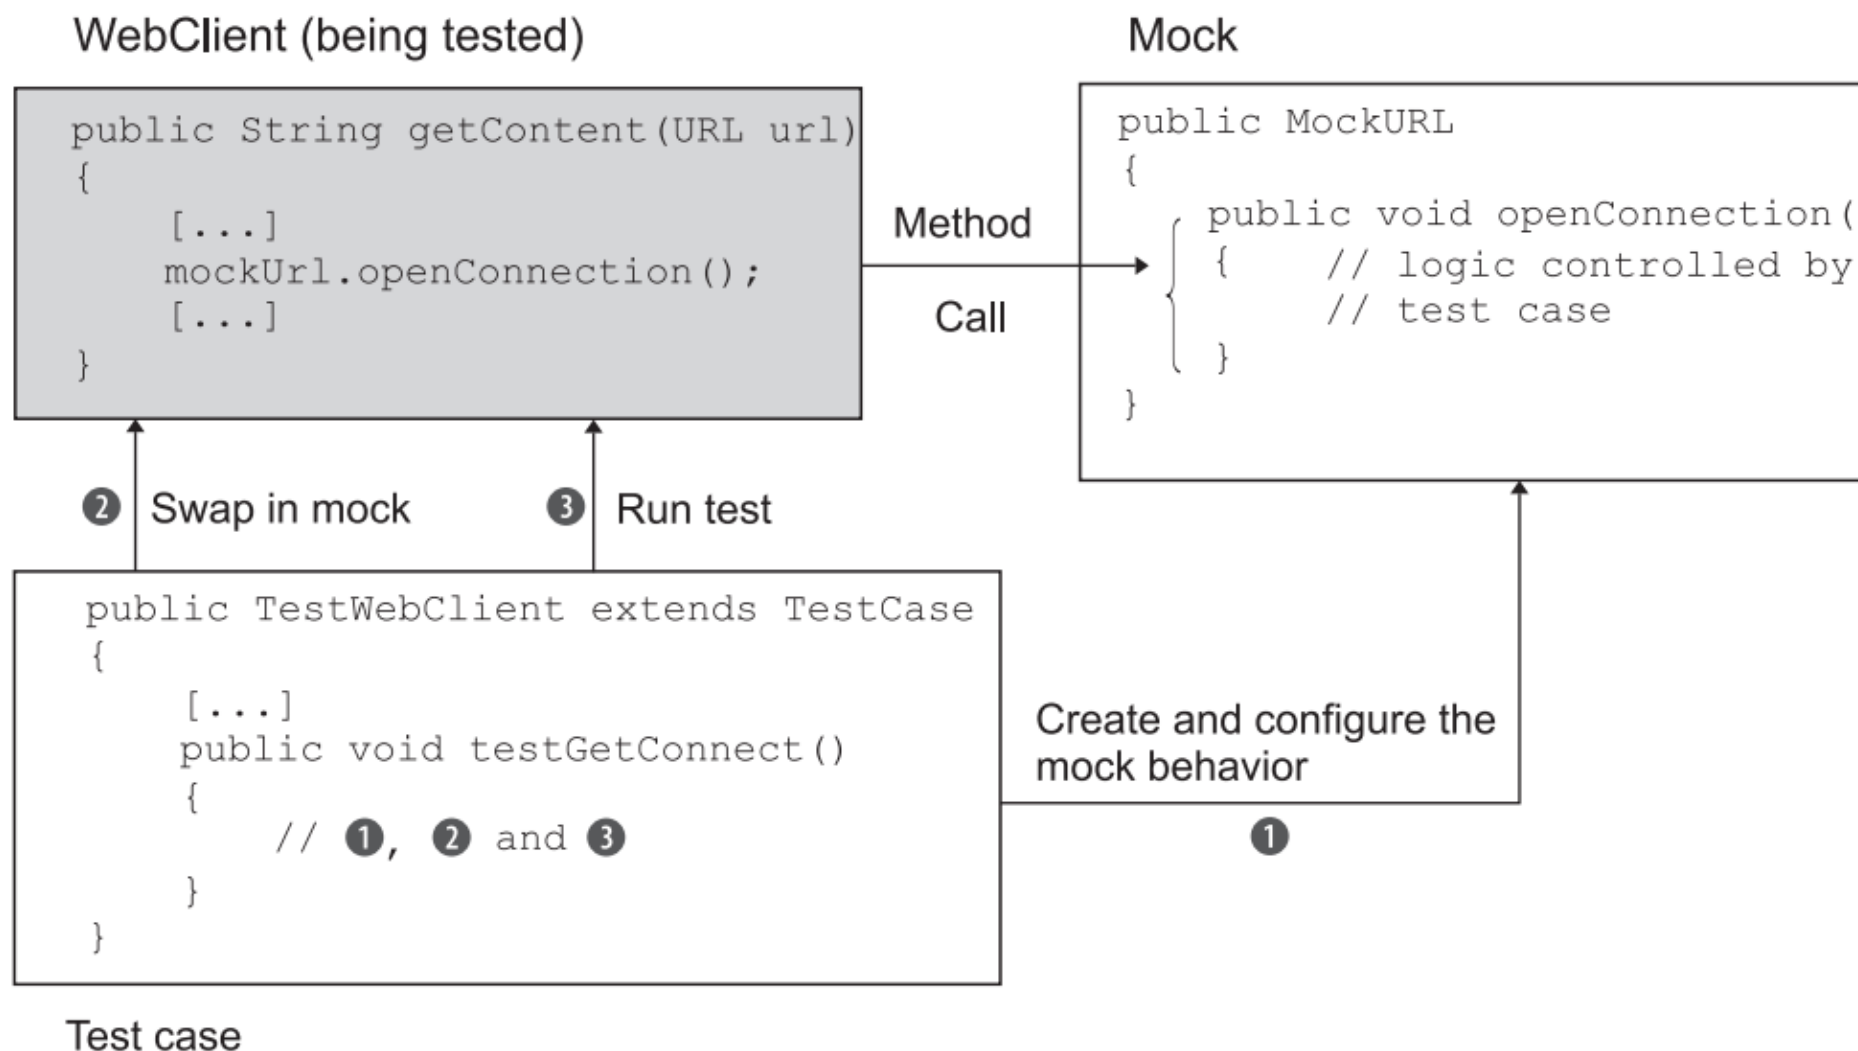 WebClient (being tested)
public String getContent(URL url)
{
[...]
mockUrl.openConnection();
[...]
}
Method
Call
Mock
public MockURL
{
public void openConnection(
{ // logic controlled by
// test case
}
}
❷ Swap in mock
❸ Run test
public TestWebClient extends TestCase
{
[...]
public void testGetConnect()
{
// ❶, ❷ and ❸
}
}
Create and configure the
mock behavior
❶
Test case